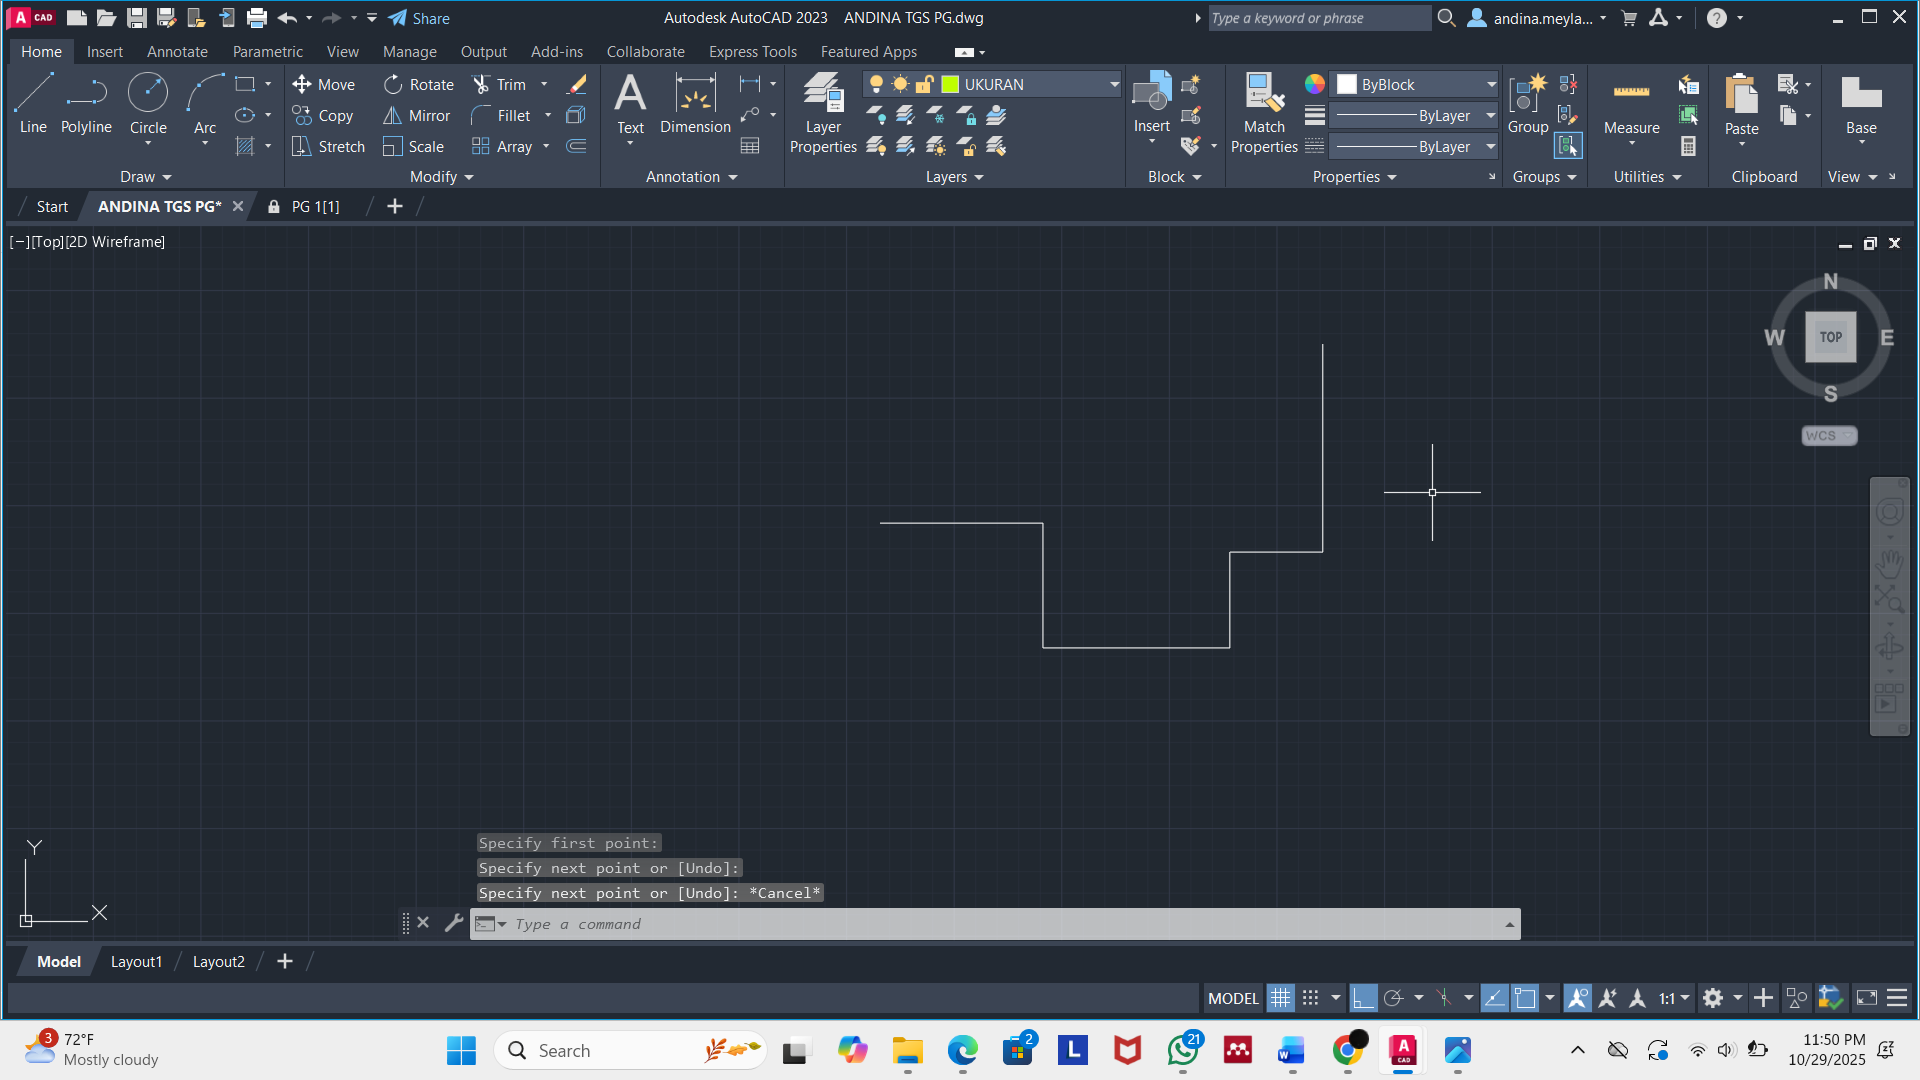 A CAD Share Autodesk AutoCAD 2023 ANDINA TGS PG.dwg Type a keyword or phrase andina.meyla... ?
Home Insert Annotate Parametric View Manage Output Add-ins Collaborate Express Tools Featured Apps
Line Polyline Circle Arc
Move Rotate Trim
Copy Mirror Fillet
Stretch Scale Array
A Text Dimension
Layer Properties
UKURAN
Insert
Match Properties
ByBlock
ByLayer
ByLayer
Group
Measure
Paste
Base
Draw Modify Annotation Layers Block Properties Groups Utilities Clipboard View
Start ANDINA TGS PG* PG 1[1]
[−][Top][2D Wireframe]
N
W TOP E
S
WCS
Y
X
Specify first point:
Specify next point or [Undo]:
Specify next point or [Undo]: *Cancel*
Type a command
Model Layout1 Layout2
MODEL 1:1
3 72°F
Mostly cloudy
Search
2
L
21
W
A CAD
11:50 PM
10/29/2025